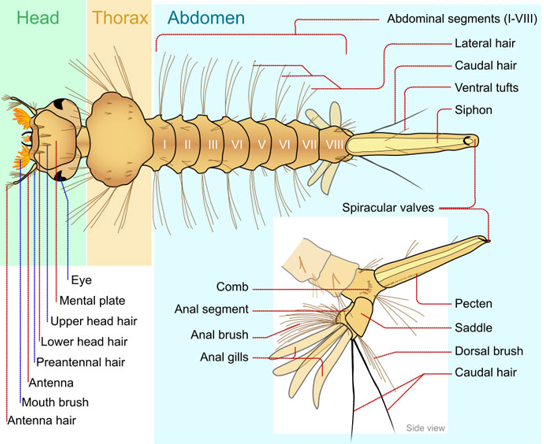 Head
Thorax
Abdomen
Abdominal segments (I-VIII)
Lateral hair
Caudal hair
Ventral tufts
Siphon
I II III VI V VI VII VIII
Spiracular valves
Eye
Mental plate
Upper head hair
Lower head hair
Preantennal hair
Antenna
Mouth brush
Antenna hair
Comb
Anal segment
Anal brush
Anal gills
Pecten
Saddle
Dorsal brush
Caudal hair
Side view